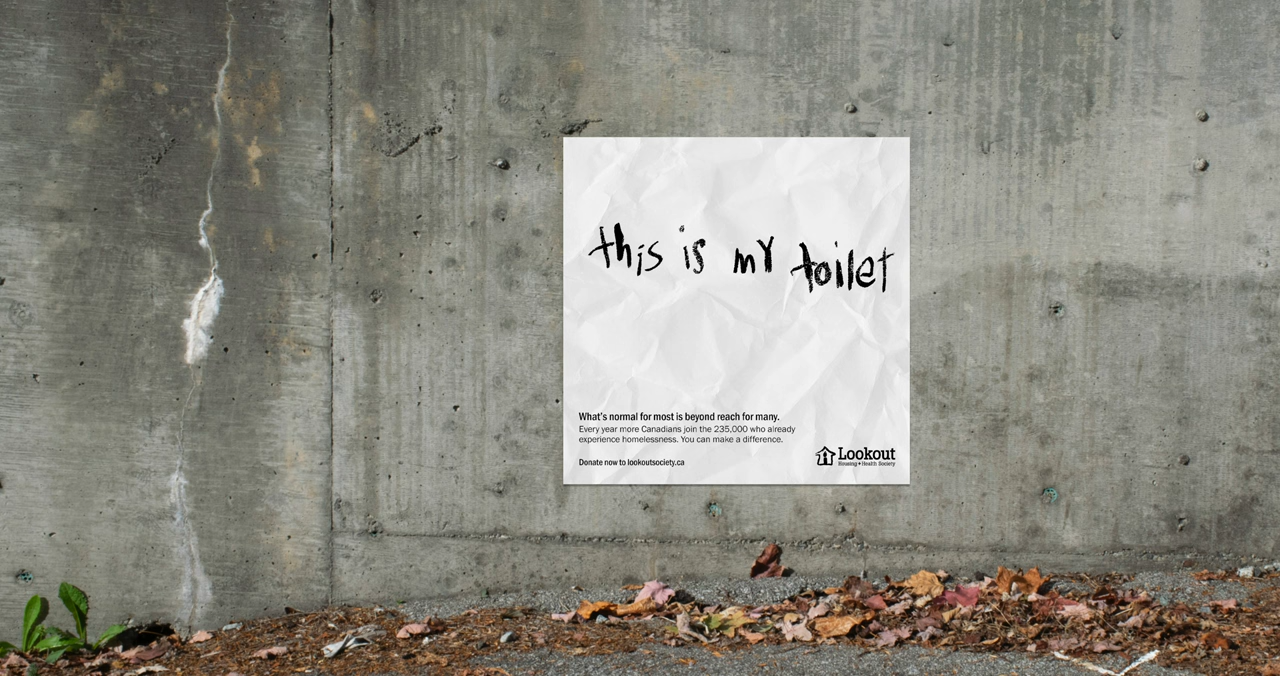 this is my toilet
What's normal for most is beyond reach for many.
Every year more Canadians join the 235,000 who already
experience homelessness. You can make a difference.
Donate now to lookoutsociety.ca
Lookout
Housing + Health Society